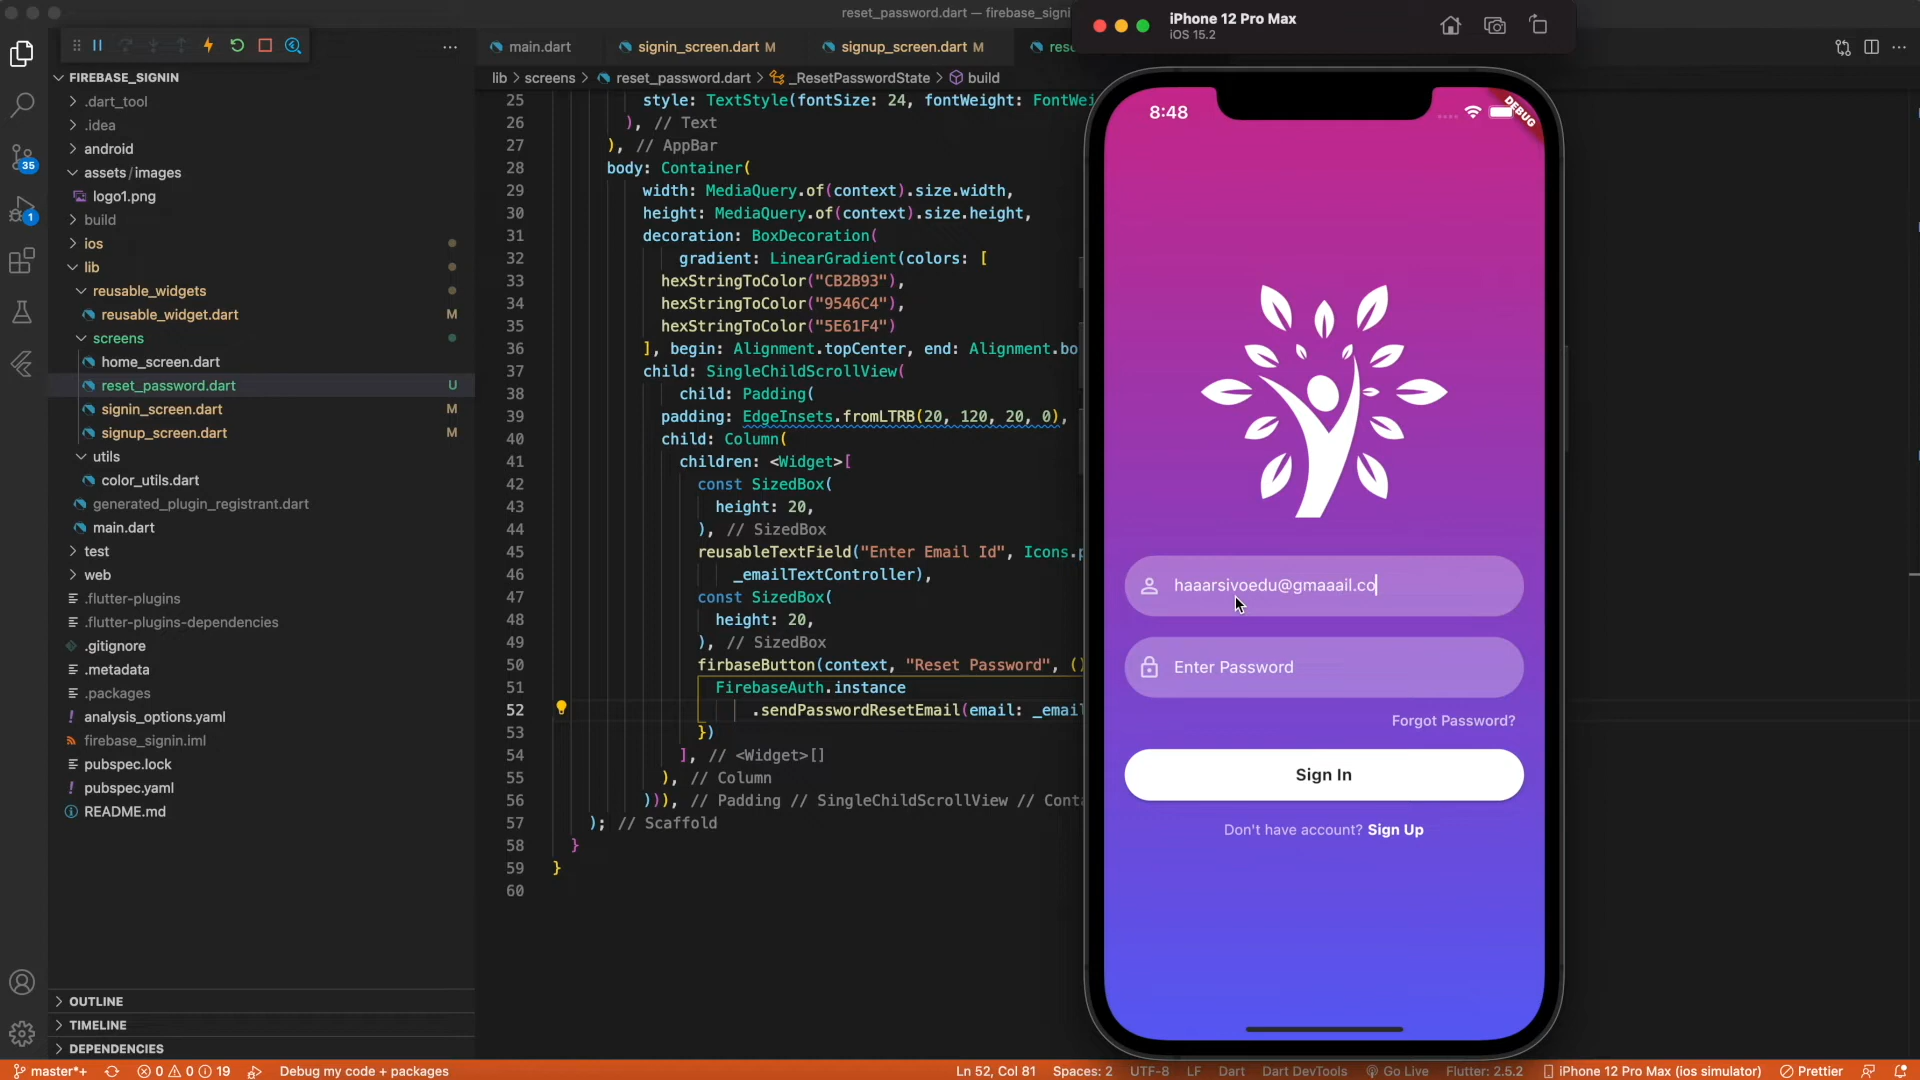 reset_password.dart — firebase_signi
iPhone 12 Pro Max
iOS 15.2
main.dart
signin_screen.dart M
signup_screen.dart M
rese
FIREBASE_SIGNIN
.dart_tool
.idea
android
assets/images
logo1.png
build
ios
lib
reusable_widgets
reusable_widget.dart M
screens
home_screen.dart
reset_password.dart U
signin_screen.dart M
signup_screen.dart M
utils
color_utils.dart
generated_plugin_registrant.dart
main.dart
test
web
.flutter-plugins
.flutter-plugins-dependencies
.gitignore
.metadata
.packages
analysis_options.yaml
firebase_signin.iml
pubspec.lock
pubspec.yaml
README.md
OUTLINE
TIMELINE
DEPENDENCIES
35
1
lib > screens > reset_password.dart > _ResetPasswordState > build
25 style: TextStyle(fontSize: 24, fontWeight: FontWei
26 ), // Text
27 ), // AppBar
28 body: Container(
29 width: MediaQuery.of(context).size.width,
30 height: MediaQuery.of(context).size.height,
31 decoration: BoxDecoration(
32 gradient: LinearGradient(colors: [
33 hexStringToColor("CB2B93"),
34 hexStringToColor("9546C4"),
35 hexStringToColor("5E61F4")
36 ], begin: Alignment.topCenter, end: Alignment.bo
37 child: SingleChildScrollView(
38 child: Padding(
39 padding: EdgeInsets.fromLTRB(20, 120, 20, 0),
40 child: Column(
41 children: <Widget>[
42 const SizedBox(
43 height: 20,
44 ), // SizedBox
45 reusableTextField("Enter Email Id", Icons.p
46 _emailTextController),
47 const SizedBox(
48 height: 20,
49 ), // SizedBox
50 firbaseButton(context, "Reset Password", ()
51 FirebaseAuth.instance
52 .sendPasswordResetEmail(email: _email
53 })
54 ], // <Widget>[]
55 ), // Column
56 ))), // Padding // SingleChildScrollView // Conta
57 ); // Scaffold
58 }
59 }
60
8:48
DEBUG
haaarsivoedu@gmaaail.co
Enter Password
Forgot Password?
Sign In
Don't have account? Sign Up
master*+ 0 0 19 Debug my code + packages Ln 52, Col 81 Spaces: 2 UTF-8 LF Dart Dart DevTools Go Live Flutter: 2.5.2 iPhone 12 Pro Max (ios simulator) Prettier